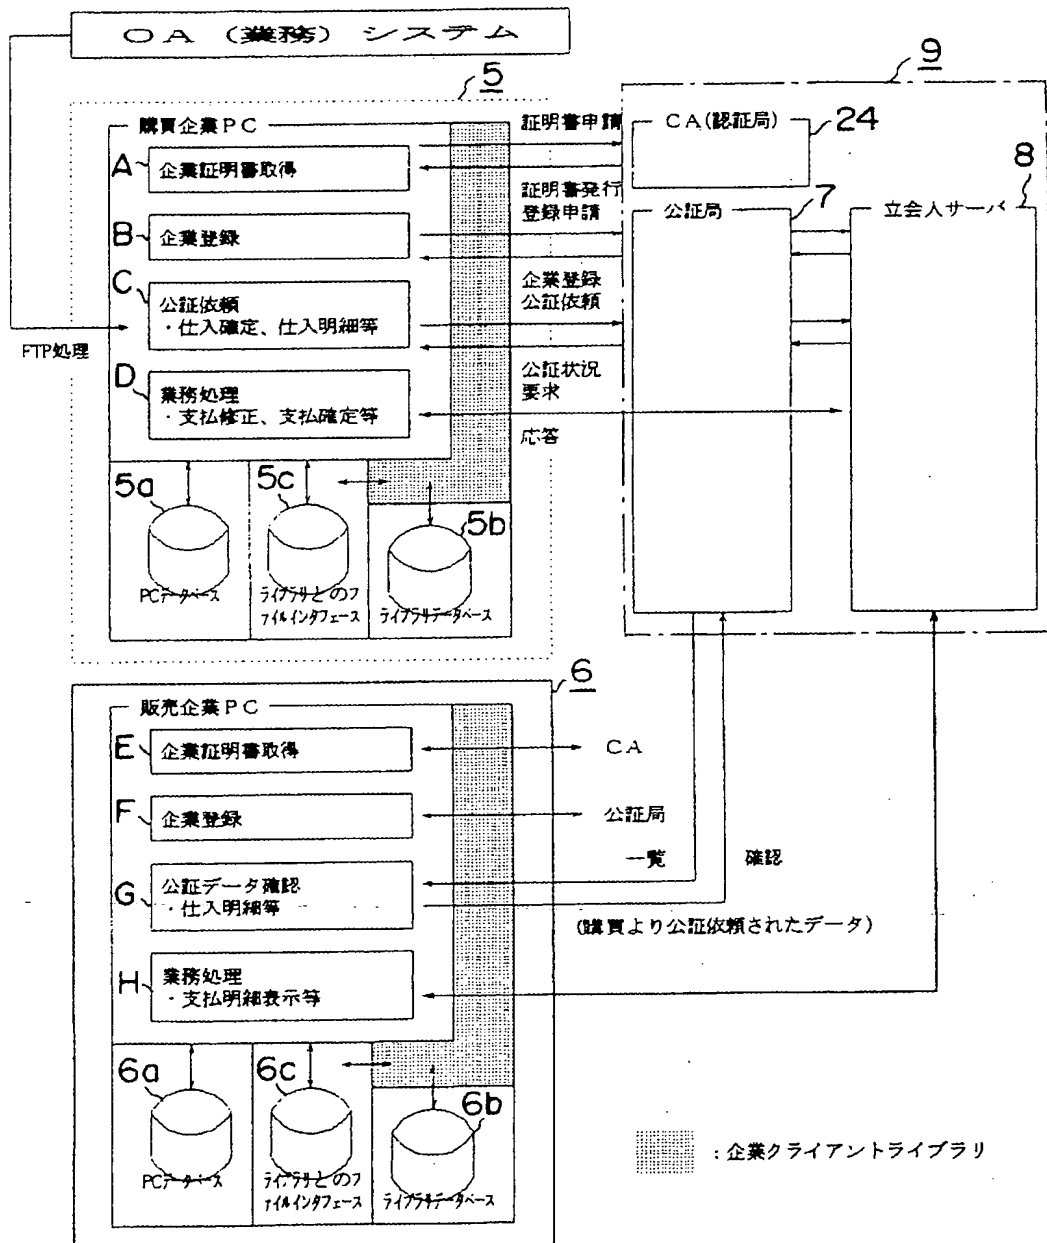 OA (業務) システム
5
9
購買企業PC
証明書申請
CA(認証局)
24
A
企業証明書取得
8
証明書発行
登録申請
公証局
7
立会人サーバ
B
企業登録
C
企業登録
公証依頼
公証依頼
・仕入確定、仕入明細等
FTP処理
D
公証状況
要求
業務処理
・支払修正、支払確定等
応答
5a
5c
5b
PCデータベース
ライブラリとのフ
ァイルインタフェース
ライブラリデータベース
6
販売企業PC
E
企業証明書取得
CA
F
企業登録
公証局
一覧
確認
G
公証データ確認
・仕入明細等
(購買より公証依頼されたデータ)
H
業務処理
・支払明細表示等
6a
6c
6b
PCデータベース
ライブラリとのフ
ァイルインタフェース
ライブラリデータベース
:企業クライアントライブラリ